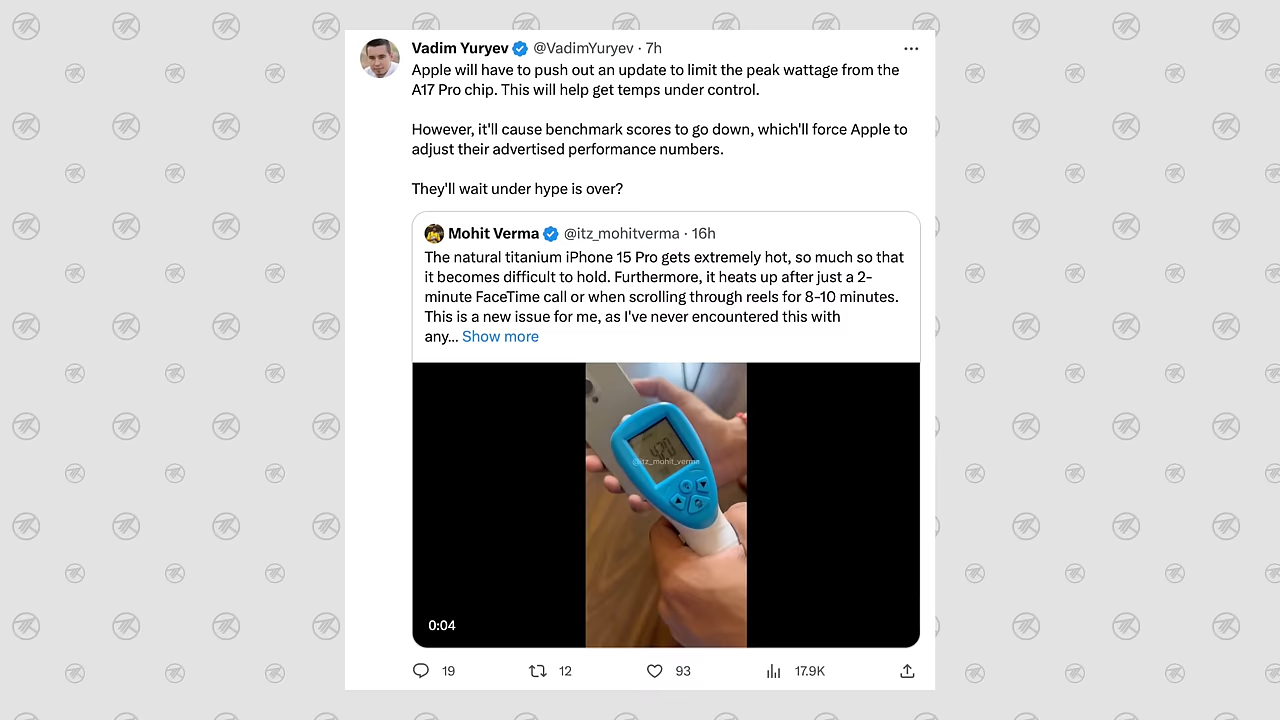 Vadim Yuryev @VadimYuryev · 7h
Apple will have to push out an update to limit the peak wattage from the
A17 Pro chip. This will help get temps under control.
However, it'll cause benchmark scores to go down, which'll force Apple to
adjust their advertised performance numbers.
They'll wait under hype is over?
Mohit Verma @itz_mohitverma · 16h
The natural titanium iPhone 15 Pro gets extremely hot, so much so that
it becomes difficult to hold. Furthermore, it heats up after just a 2-
minute FaceTime call or when scrolling through reels for 8-10 minutes.
This is a new issue for me, as I've never encountered this with
any... Show more
@itz_mohit_verma
0:04
19 12 93 17.9K